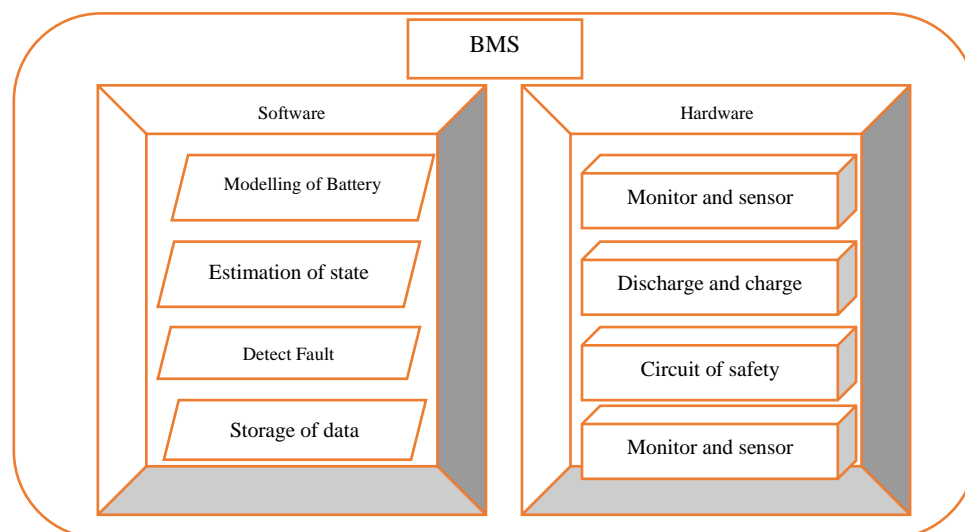 BMS
Software
Modelling of Battery
Estimation of state
Detect Fault
Storage of data
Hardware
Monitor and sensor
Discharge and charge
Circuit of safety
Monitor and sensor